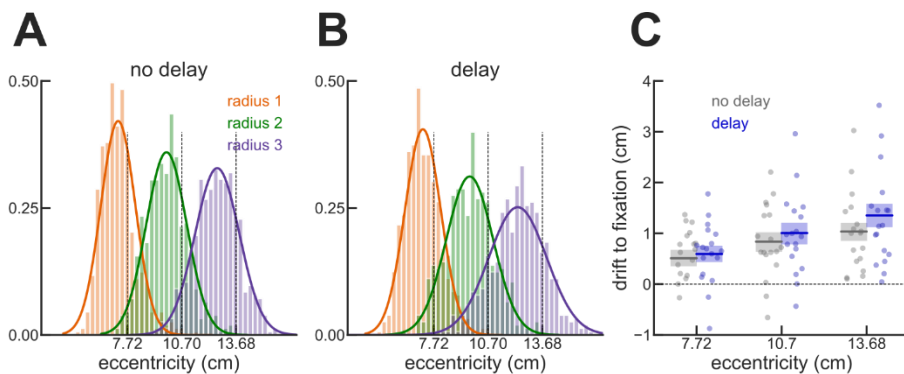 A
no delay
0.50
0.25
0.00
radius 1
radius 2
radius 3
7.72
10.70
13.68
eccentricity (cm)
B
delay
0.50
0.25
0.00
7.72
10.70
13.68
eccentricity (cm)
C
drift to fixation (cm)
4
3
2
1
0
−1
no delay
delay
7.72
10.7
13.68
eccentricity (cm)